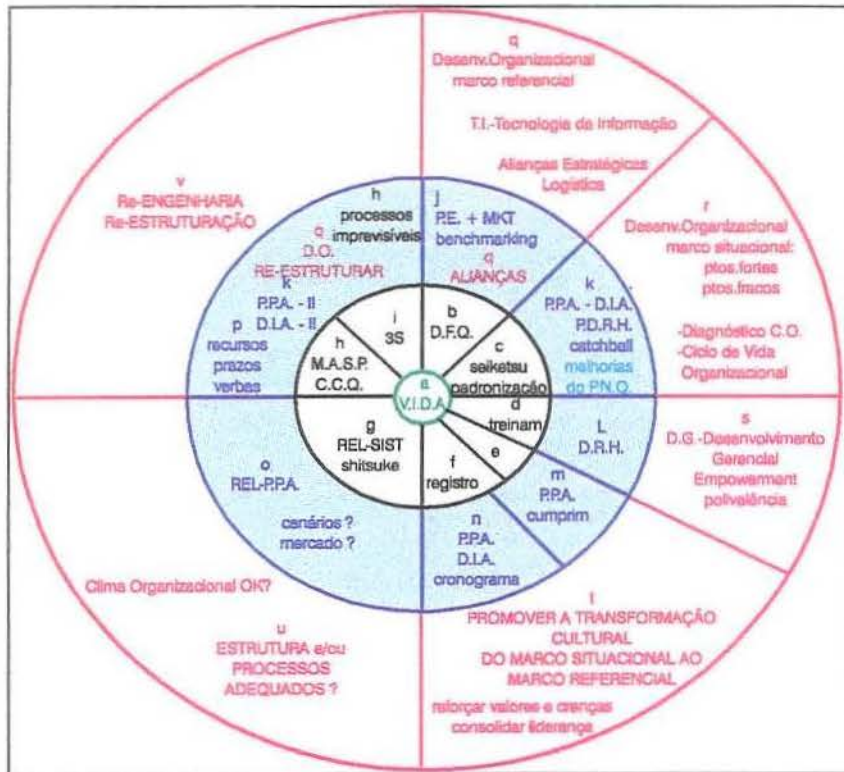 q
Desenv.Organizacional
marco referencial
T.I.-Tecnologia da Informação
Alianças Estratégicas
Logística
r
Desenv.Organizacional
marco situacional:
ptos.fortes
ptos.fracos
-Diagnóstico C.O.
-Ciclo de Vida
Organizacional
s
D.G.-Desenvolvimento
Gerencial
Empowerment
polivalência
t
PROMOVER A TRANSFORMAÇÃO
CULTURAL
DO MARCO SITUACIONAL AO
MARCO REFERENCIAL
reforçar valores e crenças
consolidar liderança
Clima Organizacional OK?
u
ESTRUTURA e/ou
PROCESSOS
ADEQUADOS ?
v
Re-ENGENHARIA
Re-ESTRUTURAÇÃO
h
processos
imprevisíveis
q
D.O.
RE-ESTRUTURAR
k
P.P.A. - II
D.I.A. - II
p
recursos
prazos
verbas
j
P.E. + MKT
benchmarking
q
ALIANÇAS
k
P.P.A. - D.I.A.
P.D.R.H.
catchball
melhorias
do P.N.Q.
L
D.R.H.
m
P.P.A.
cumprim
n
P.P.A.
D.I.A.
cronograma
o
REL-P.P.A.
cenários ?
mercado ?
i
3S
b
D.F.Q.
c
seiketsu
padronização
d
treinam
e
f
registro
g
REL-SIST
shitsuke
h
M.A.S.P.
C.C.Q.
a
V.I.D.A.